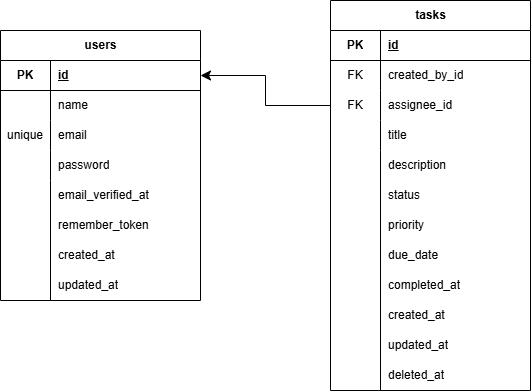 users
PK id
name
unique email
password
email_verified_at
remember_token
created_at
updated_at
tasks
PK id
FK created_by_id
FK assignee_id
title
description
status
priority
due_date
completed_at
created_at
updated_at
deleted_at